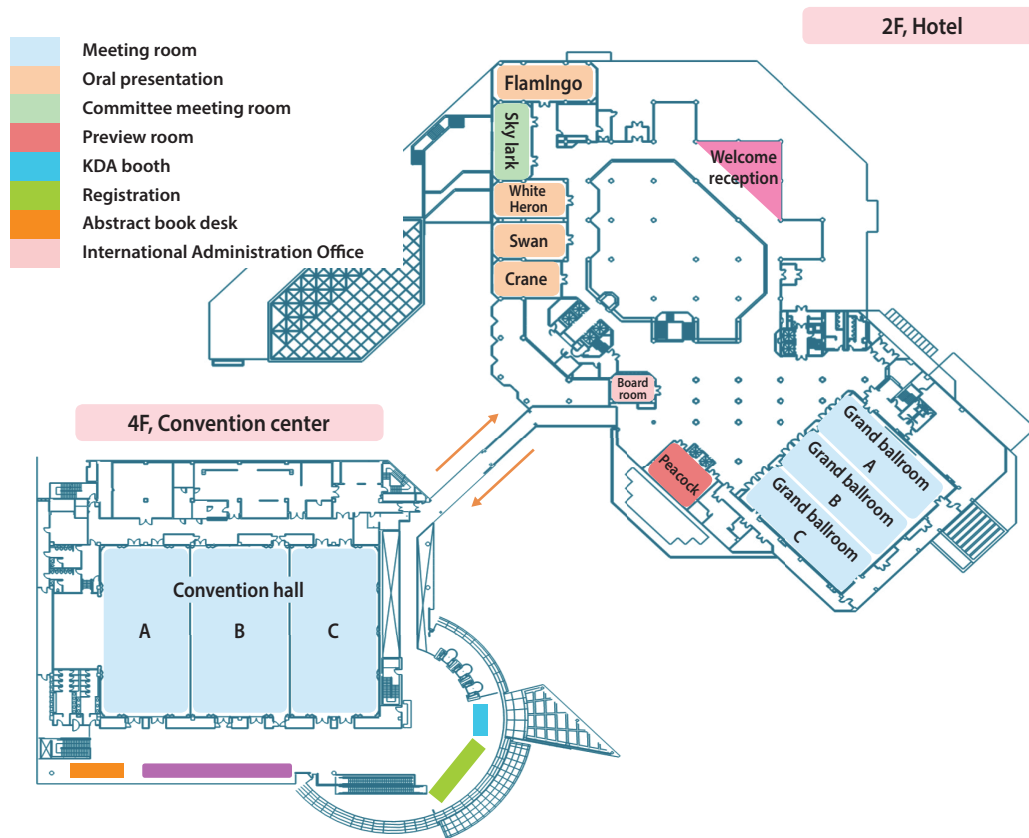 2F, Hotel
Meeting room
Oral presentation
Committee meeting room
Preview room
KDA booth
Registration
Abstract book desk
International Administration Office
FlamIngo
Sky lark
White
Heron
Swan
Crane
Welcome
reception
Board
room
Peacock
Grand ballroom
A
Grand ballroom
B
Grand ballroom
C
4F, Convention center
Convention hall
A
B
C